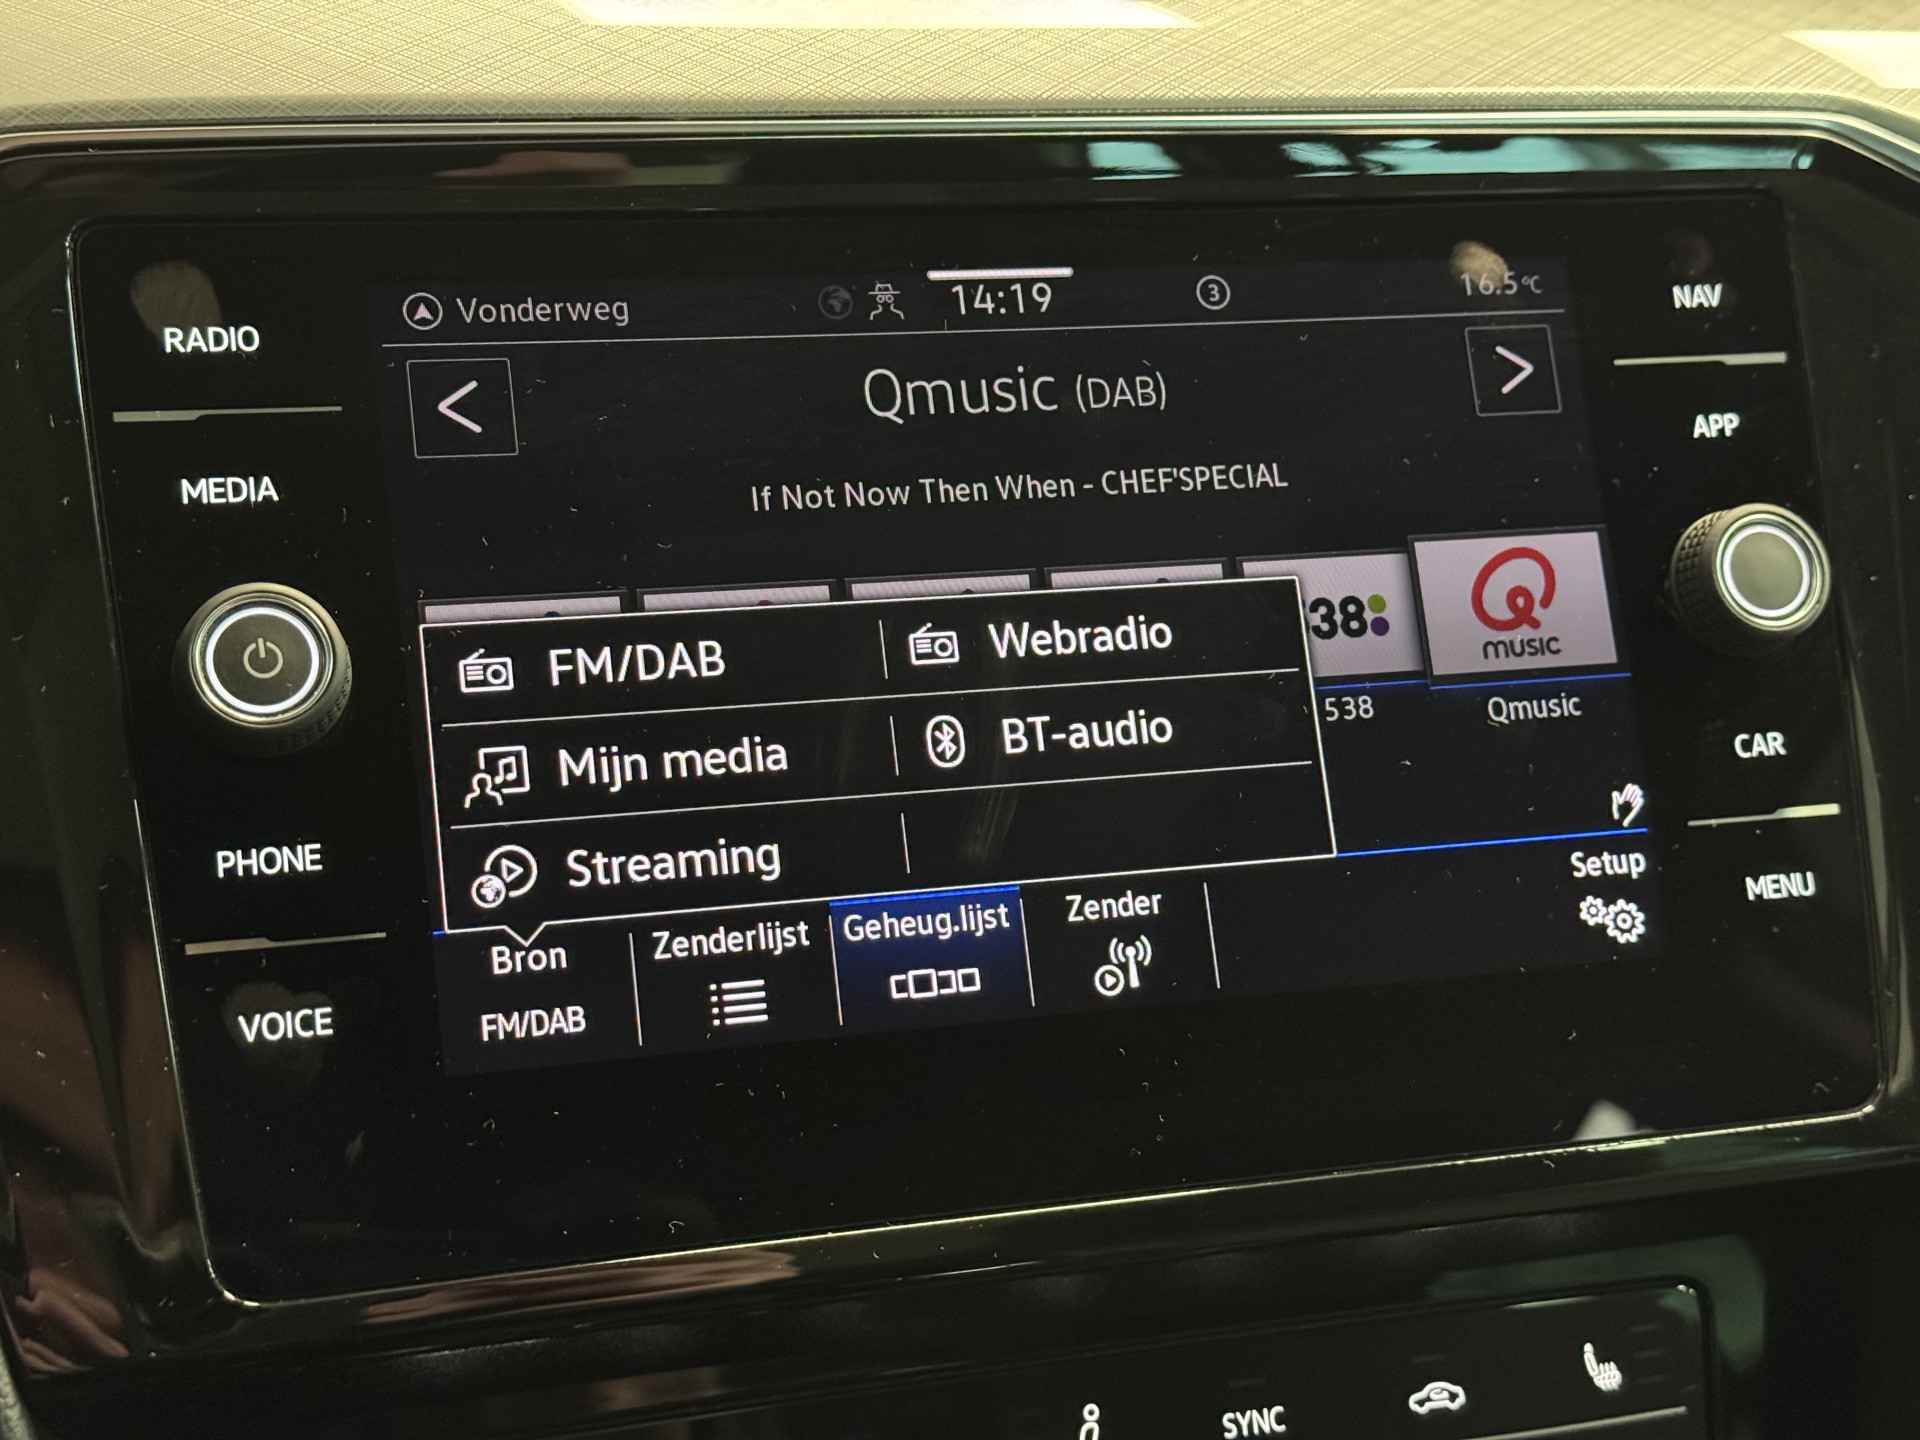 Vonderweg
14:19
3
16.5°C
RADIO
NAV
Qmusic (DAB)
MEDIA
APP
If Not Now Then When - CHEF'SPECIAL
38
MUSIC
FM/DAB
Webradio
538
Qmusic
Mijn media
BT-audio
CAR
PHONE
Streaming
Setup
MENU
Bron
Zenderlijst
Geheug.lijst
Zender
VOICE
FM/DAB
SYNC